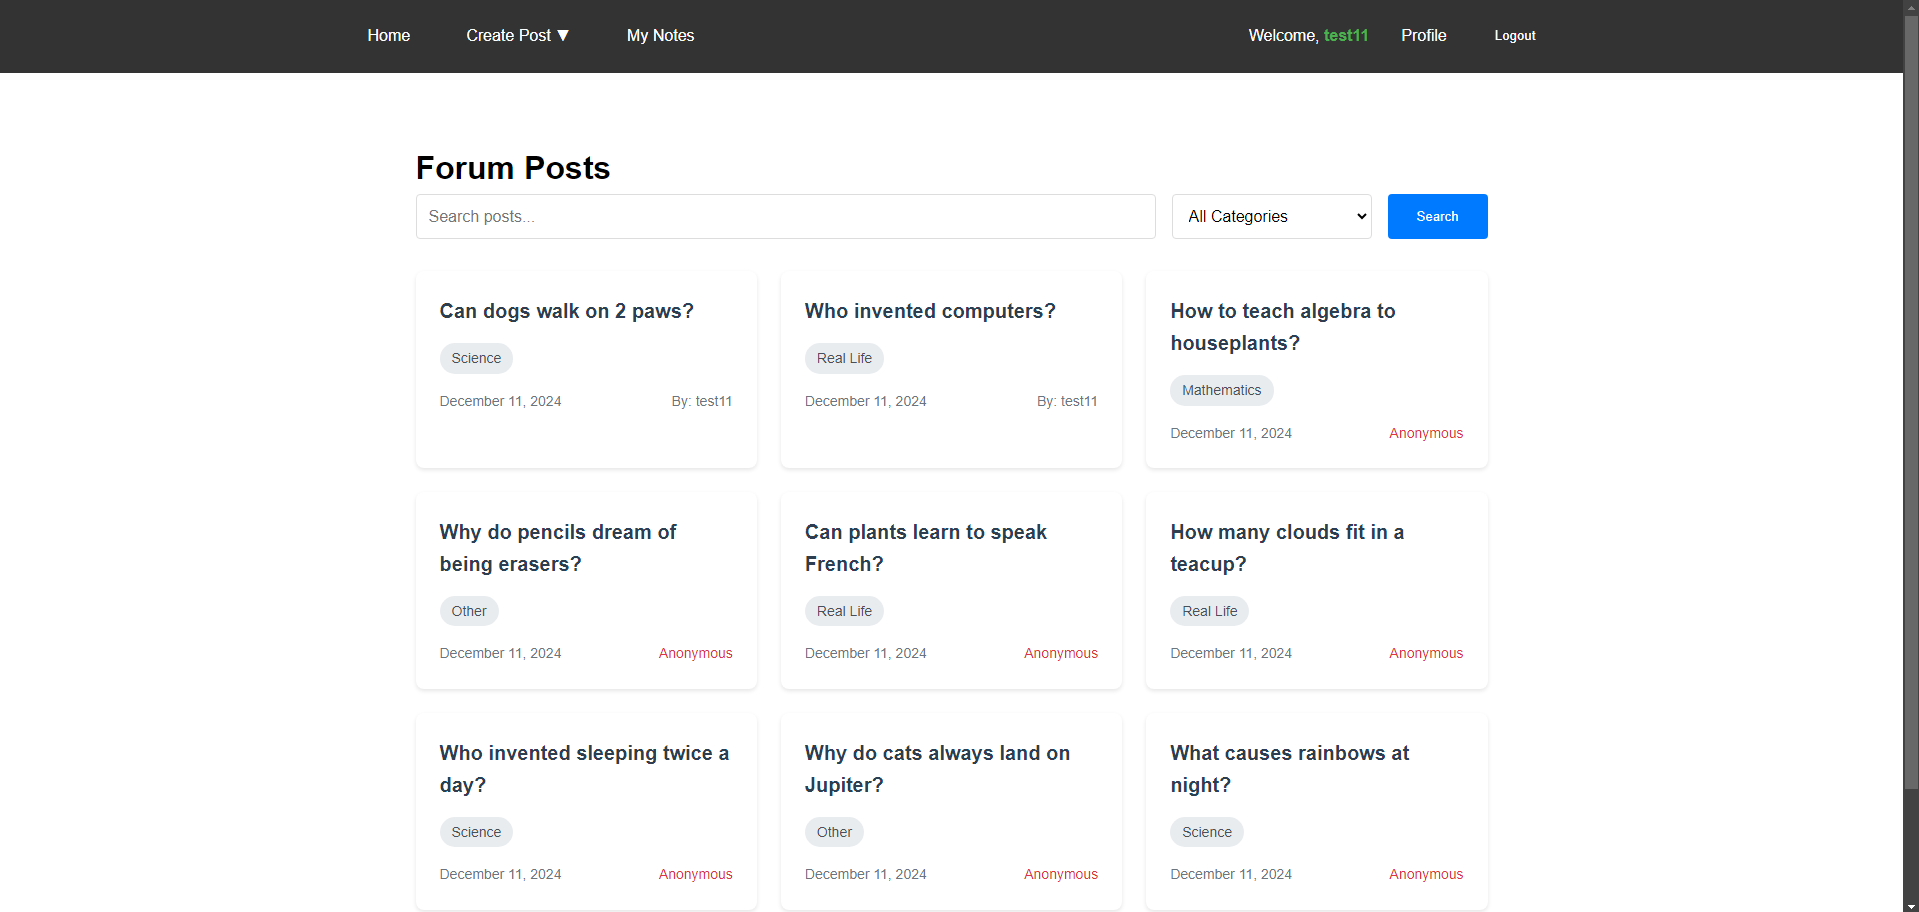 Home Create Post ▼ My Notes Welcome, test11 Profile Logout
Forum Posts
Search posts... All Categories Search
Can dogs walk on 2 paws?
Science
December 11, 2024 By: test11
Who invented computers?
Real Life
December 11, 2024 By: test11
How to teach algebra to
houseplants?
Mathematics
December 11, 2024 Anonymous
Why do pencils dream of
being erasers?
Other
December 11, 2024 Anonymous
Can plants learn to speak
French?
Real Life
December 11, 2024 Anonymous
How many clouds fit in a
teacup?
Real Life
December 11, 2024 Anonymous
Who invented sleeping twice a
day?
Science
December 11, 2024 Anonymous
Why do cats always land on
Jupiter?
Other
December 11, 2024 Anonymous
What causes rainbows at
night?
Science
December 11, 2024 Anonymous